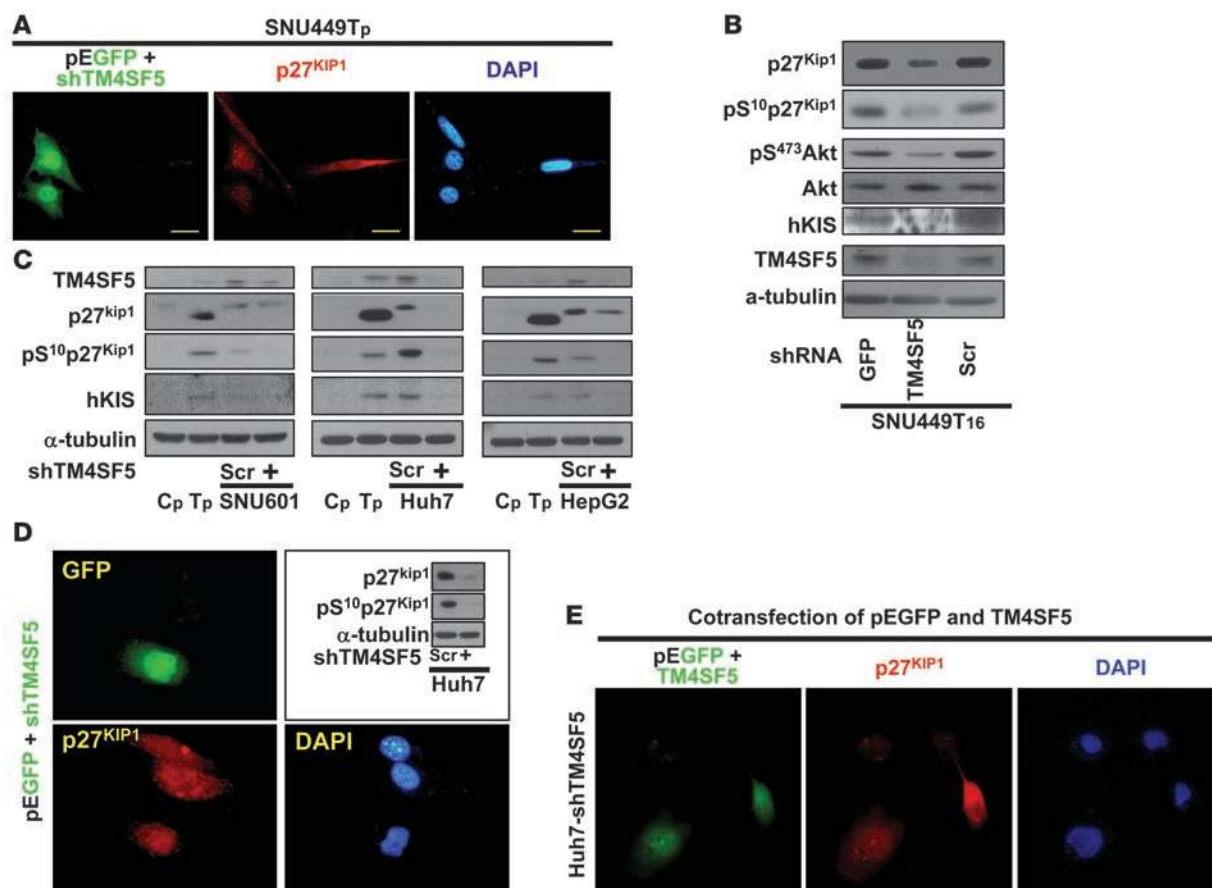 A
SNU449Tp
pEGFP +
shTM4SF5
p27KIP1
DAPI
B
p27Kip1
pS10p27Kip1
pS473Akt
Akt
hKIS
TM4SF5
a-tubulin
shRNA
GFP
TM4SF5
Scr
SNU449T16
C
TM4SF5
p27kip1
pS10p27Kip1
hKIS
α-tubulin
shTM4SF5 Scr + Scr + Scr +
Cp Tp SNU601 Cp Tp Huh7 Cp Tp HepG2
D
pEGFP + shTM4SF5
GFP
p27kip1
pS10p27Kip1
α-tubulin
shTM4SF5 Scr +
Huh7
p27KIP1
DAPI
E
Cotransfection of pEGFP and TM4SF5
pEGFP +
TM4SF5
p27KIP1
DAPI
Huh7-shTM4SF5